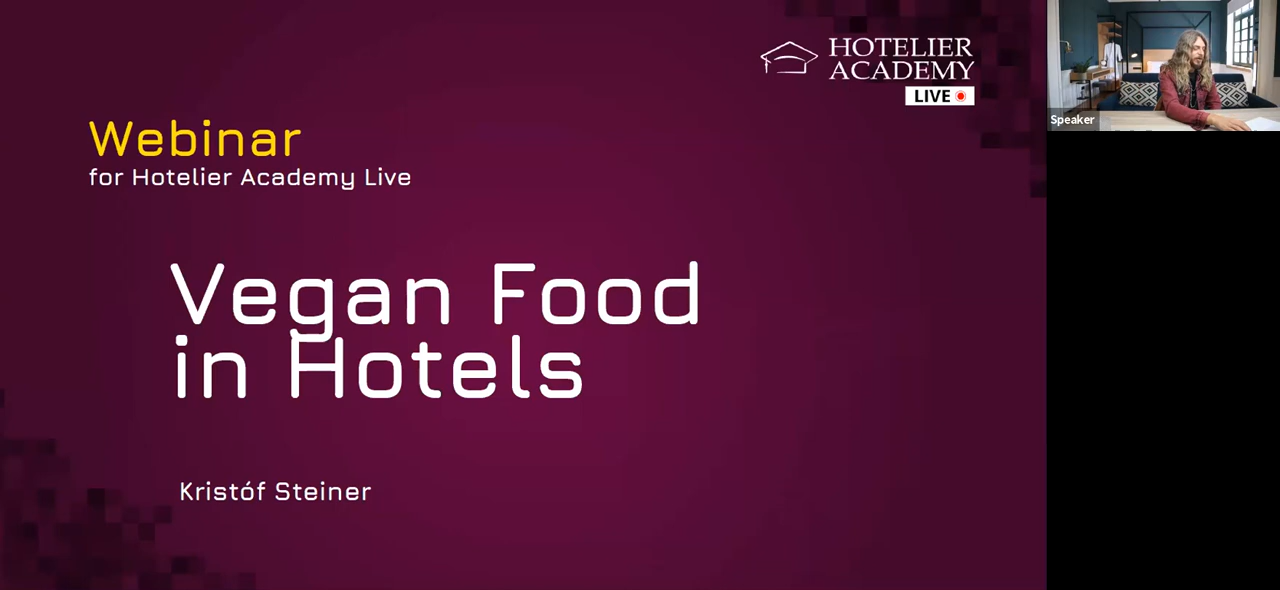 HOTELIER
ACADEMY
LIVE
Speaker
Webinar
for Hotelier Academy Live
Vegan Food
in Hotels
Kristóf Steiner